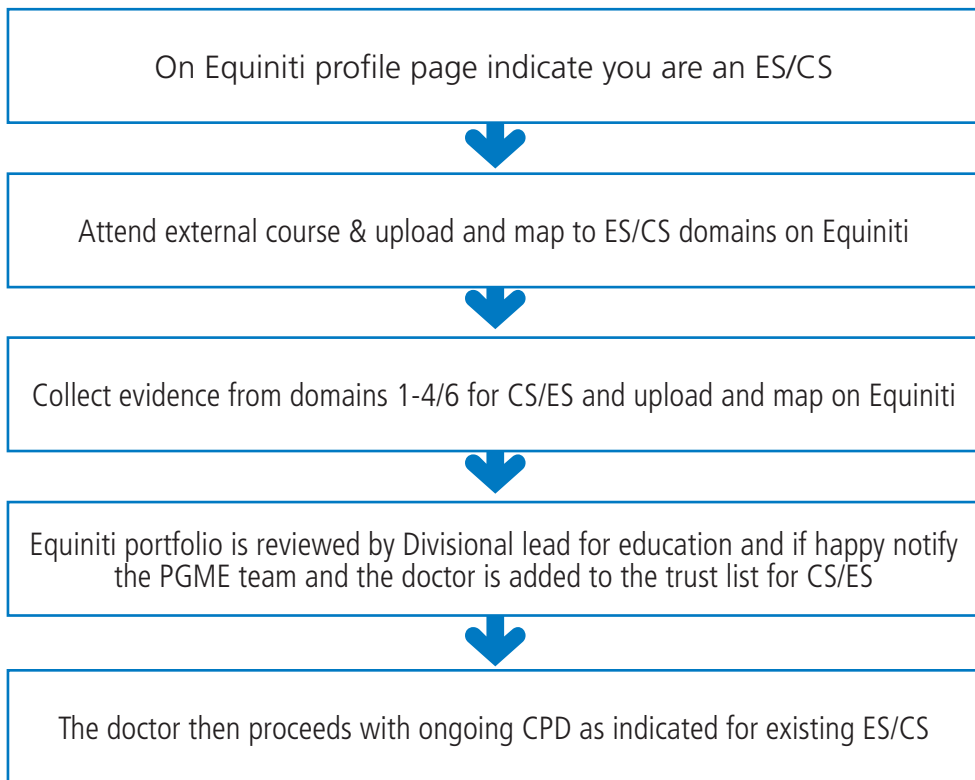 On Equiniti profile page indicate you are an ES/CS
Attend external course & upload and map to ES/CS domains on Equiniti
Collect evidence from domains 1-4/6 for CS/ES and upload and map on Equiniti
Equiniti portfolio is reviewed by Divisional lead for education and if happy notify
the PGME team and the doctor is added to the trust list for CS/ES
The doctor then proceeds with ongoing CPD as indicated for existing ES/CS